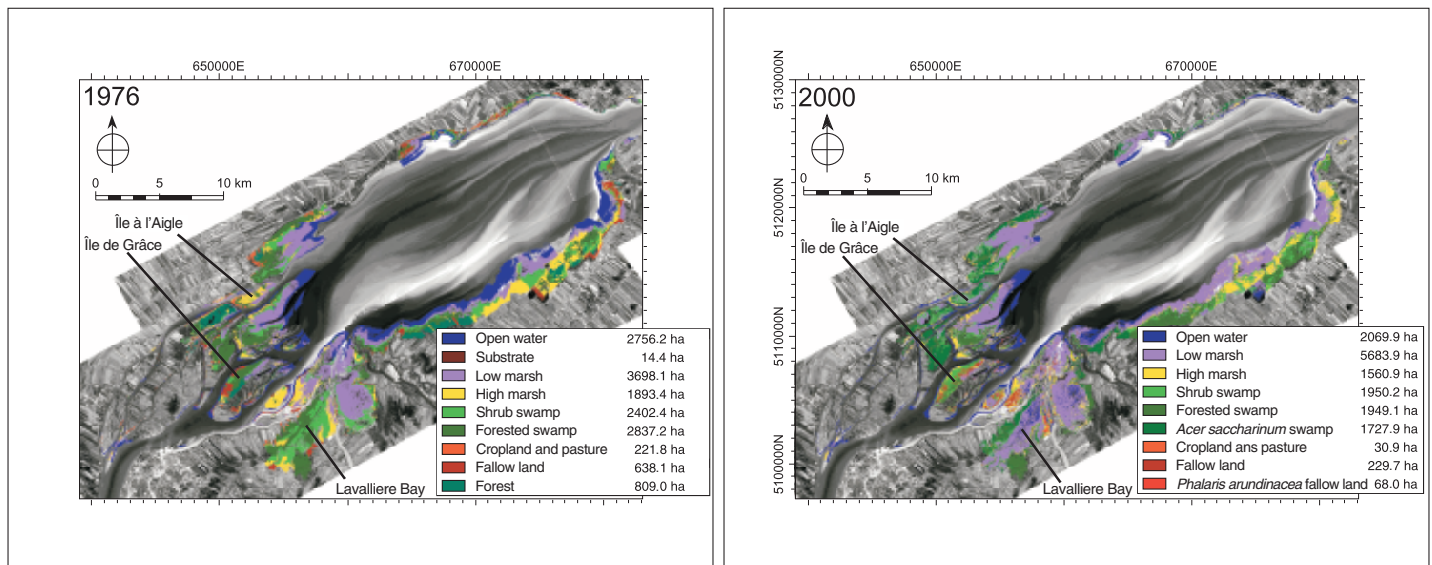 650000E 670000E
1976
0 5 10 km
Île à l'Aigle
Île de Grâce
Open water 2756.2 ha
Substrate 14.4 ha
Low marsh 3698.1 ha
High marsh 1893.4 ha
Shrub swamp 2402.4 ha
Forested swamp 2837.2 ha
Cropland ans pasture 221.8 ha
Fallow land 638.1 ha
Forest 809.0 ha
Lavalliere Bay
650000E 670000E
5130000N
5120000N
5110000N
5100000N
2000
0 5 10 km
Île à l'Aigle
Île de Grâce
Open water 2069.9 ha
Low marsh 5683.9 ha
High marsh 1560.9 ha
Shrub swamp 1950.2 ha
Forested swamp 1949.1 ha
Acer saccharinum swamp 1727.9 ha
Cropland ans pasture 30.9 ha
Fallow land 229.7 ha
Phalaris arundinacea fallow land 68.0 ha
Lavalliere Bay